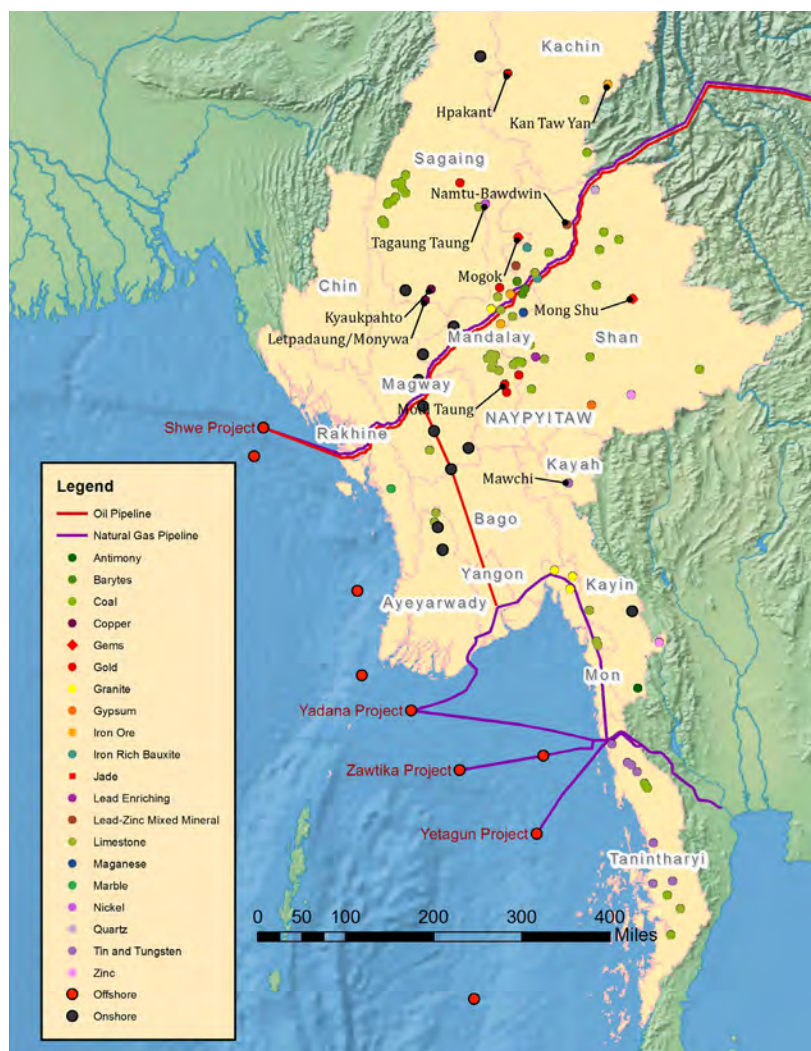 Kachin
Hpakant
Kan Taw Yan
Sagaing
Namtu-Bawdwin
Tagaung Taung
Mogok
Chin
Kyaukpahto
Mong Shu
Letpadaung/Monywa
Shan
Mandalay
Magway
Modi Taung
Shwe Project
Rakhine
NAYPYITAW
Mawchi
Kayah
Bago
Yangon
Kayin
Ayeyarwady
Mon
Yadana Project
Zawtika Project
Yetagun Project
Tanintharyi
0 50 100 200 300 400
Miles
Legend
Oil Pipeline
Natural Gas Pipeline
Antimony
Barytes
Coal
Copper
Gems
Gold
Granite
Gypsum
Iron Ore
Iron Rich Bauxite
Jade
Lead Enriching
Lead-Zinc Mixed Mineral
Limestone
Maganese
Marble
Nickel
Quartz
Tin and Tungsten
Zinc
Offshore
Onshore